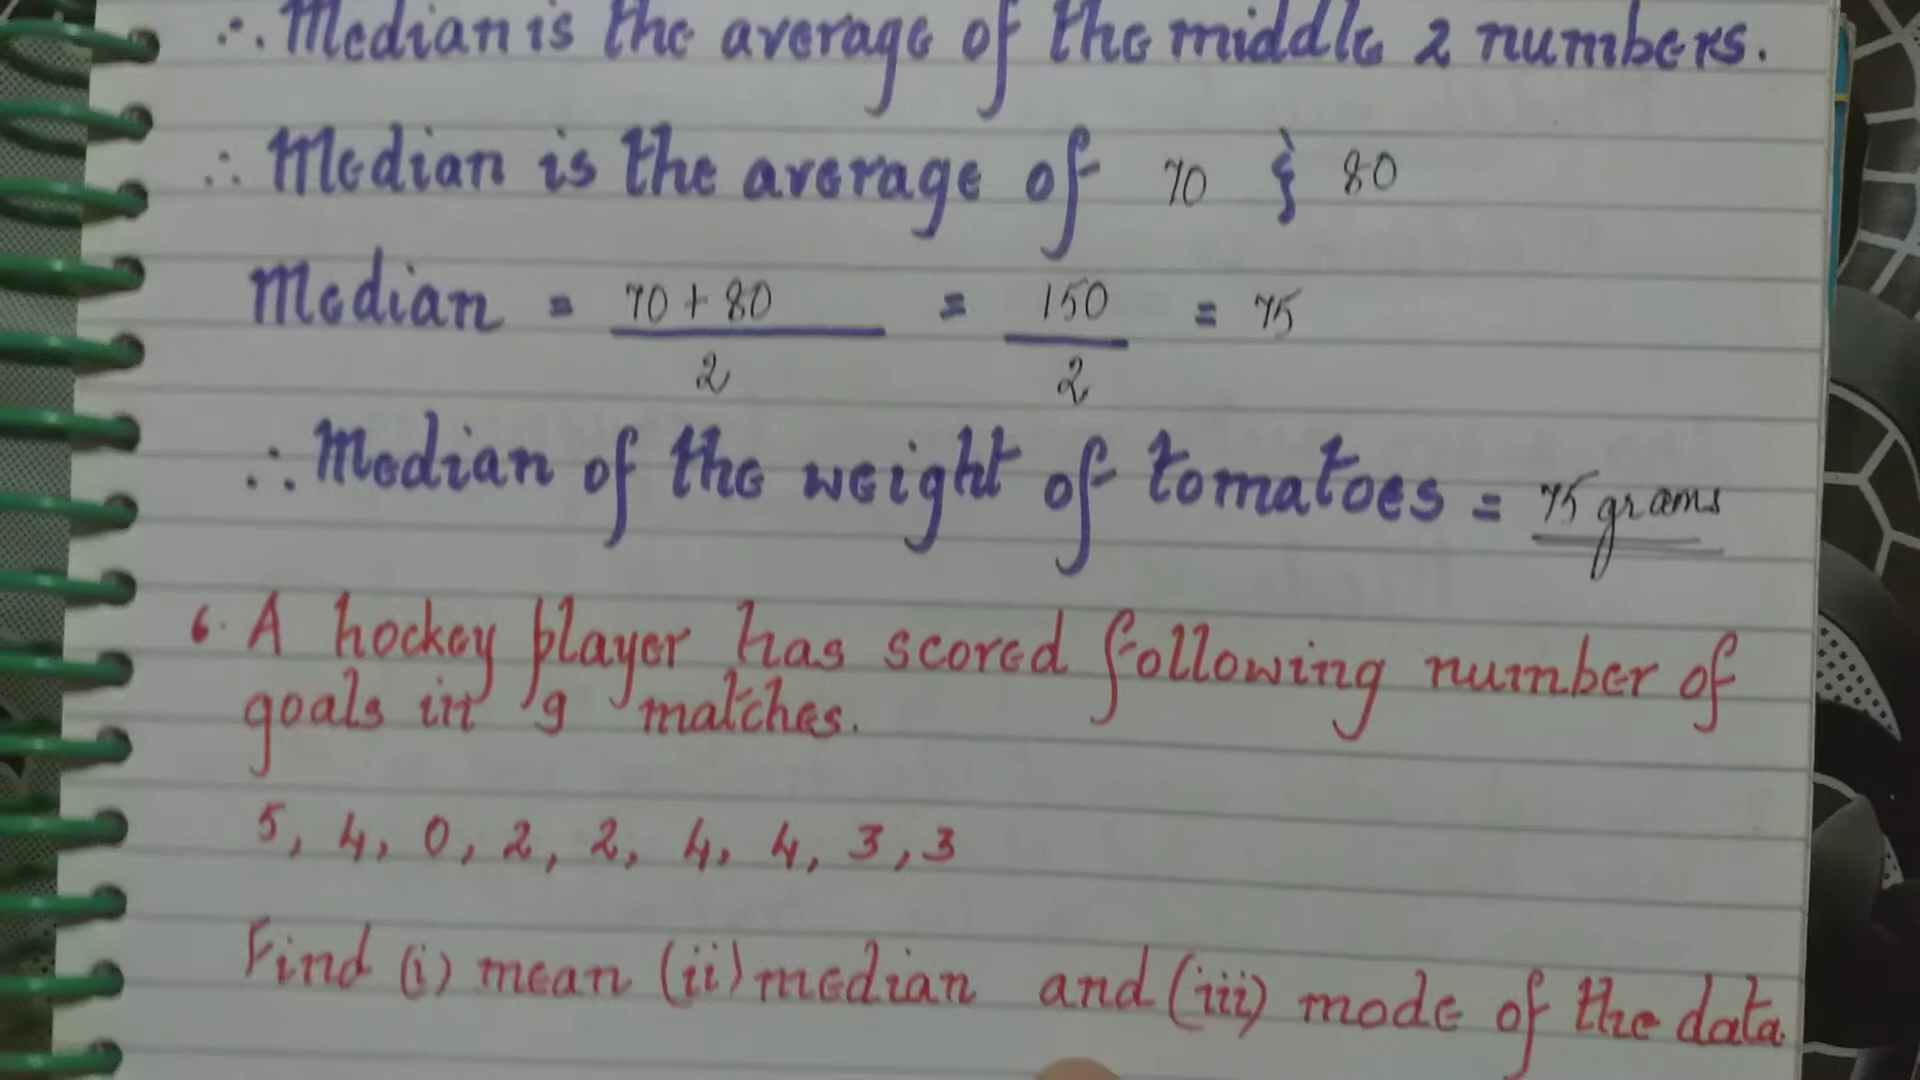 ∴ Median is the average of the middle 2 numbers.
∴ Median is the average of 70 } 80
Median = 70 + 80 / 2 = 150 / 2 = 75
∴ Median of the weight of tomatoes = 75 grams
6. A hockey player has scored following number of
goals in 9 matches.
5, 4, 0, 2, 2, 4, 4, 3, 3
Find (i) mean (ii) median and (iii) mode of the data